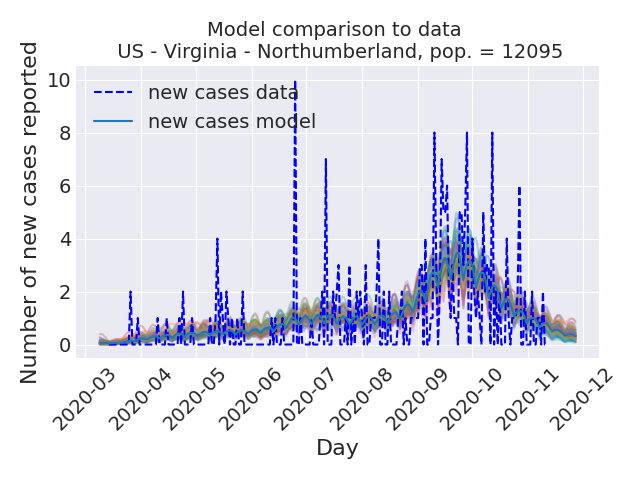 Model comparison to data
US - Virginia - Northumberland, pop. = 12095
Number of new cases reported
10
8
6
4
2
0
new cases data
new cases model
2020-03
2020-04
2020-05
2020-06
2020-07
2020-08
2020-09
2020-10
2020-11
2020-12
Day